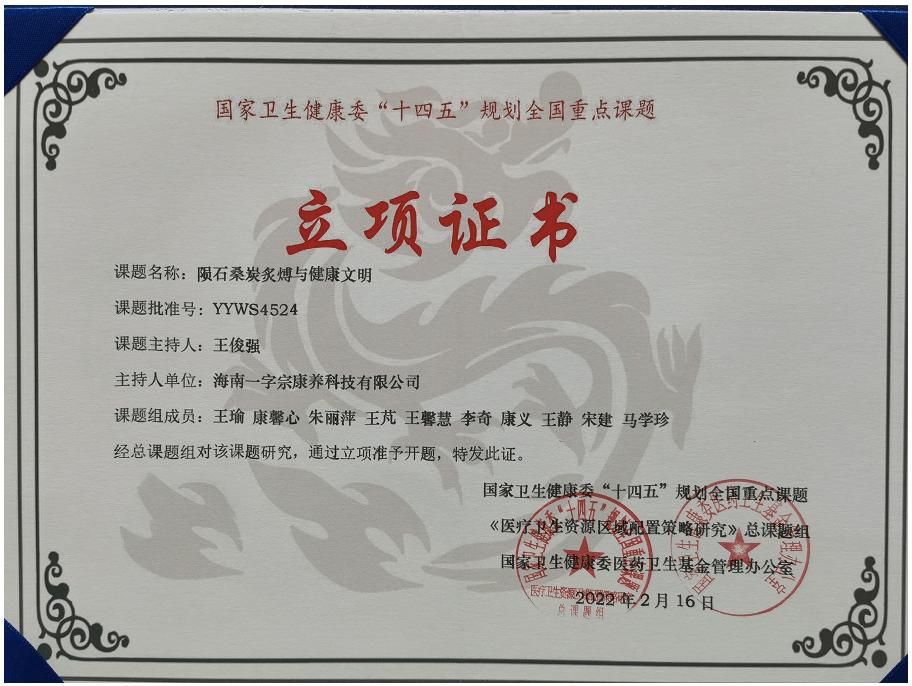 国家卫生健康委“十四五”规划全国重点课题
立项证书
课题名称：陨石桑炭炙煿与健康文明
课题批准号：YYWS4524
课题主持人：王俊强
主持人单位：海南一字宗康养科技有限公司
课题组成员：王瑜 康馨心 朱丽萍 王芃 王馨慧 李奇 康义 王静 宋建 马学珍
经总课题组对该课题研究，通过立项准予开题，特发此证。
国家卫生健康委“十四五”规划全国重点课题
《医疗卫生资源区域配置策略研究》总课题组
国家卫生健康委医药卫生基金管理办公室
2022年2月16日
总课题组